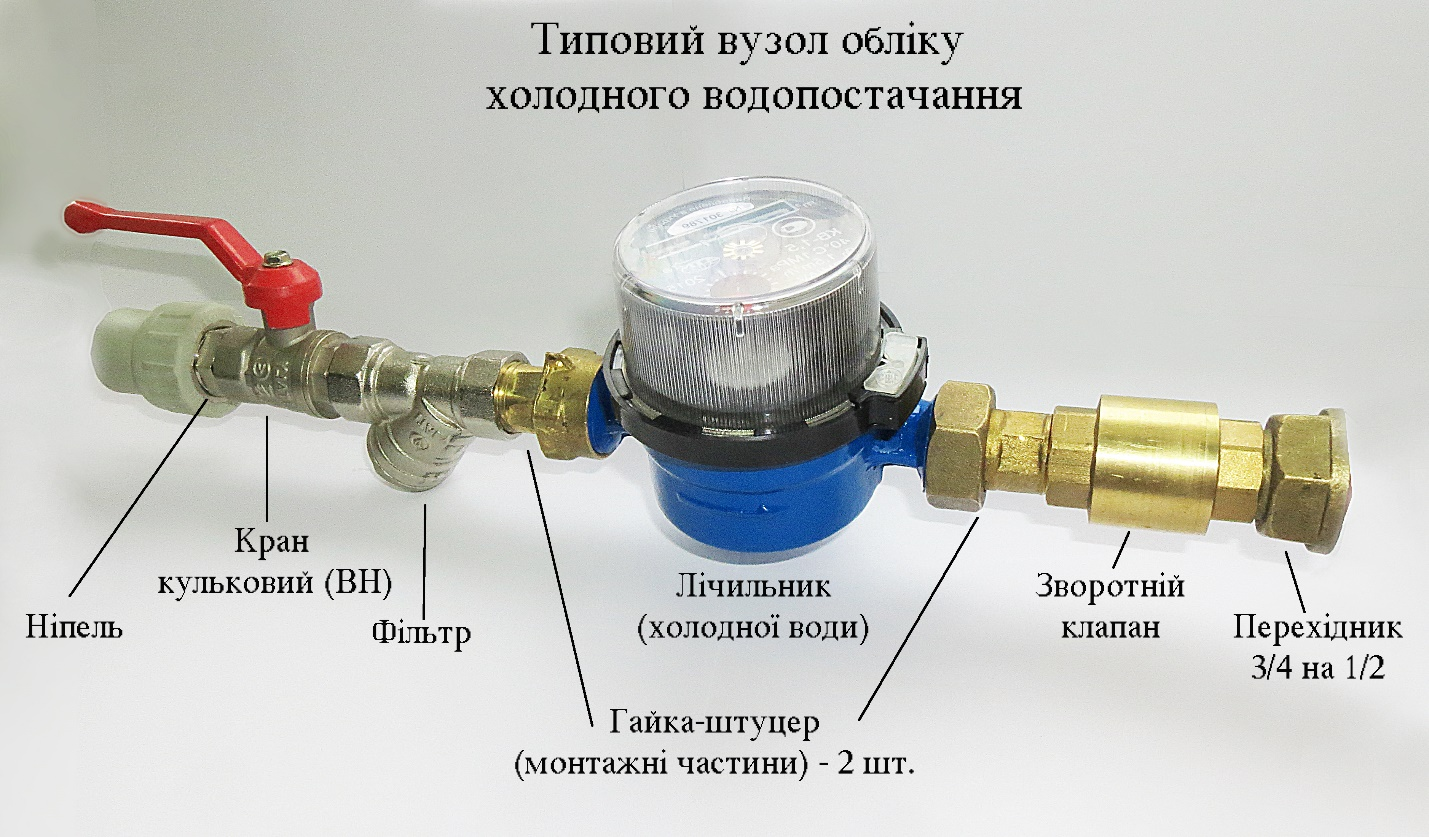 Типовий вузол обліку
холодного водопостачання
Ніпель
Кран
кульковий (ВН)
Фільтр
Лічильник
(холодної води)
Гайка-штуцер
(монтажні частини) - 2 шт.
Зворотній
клапан
Перехідник
3/4 на 1/2